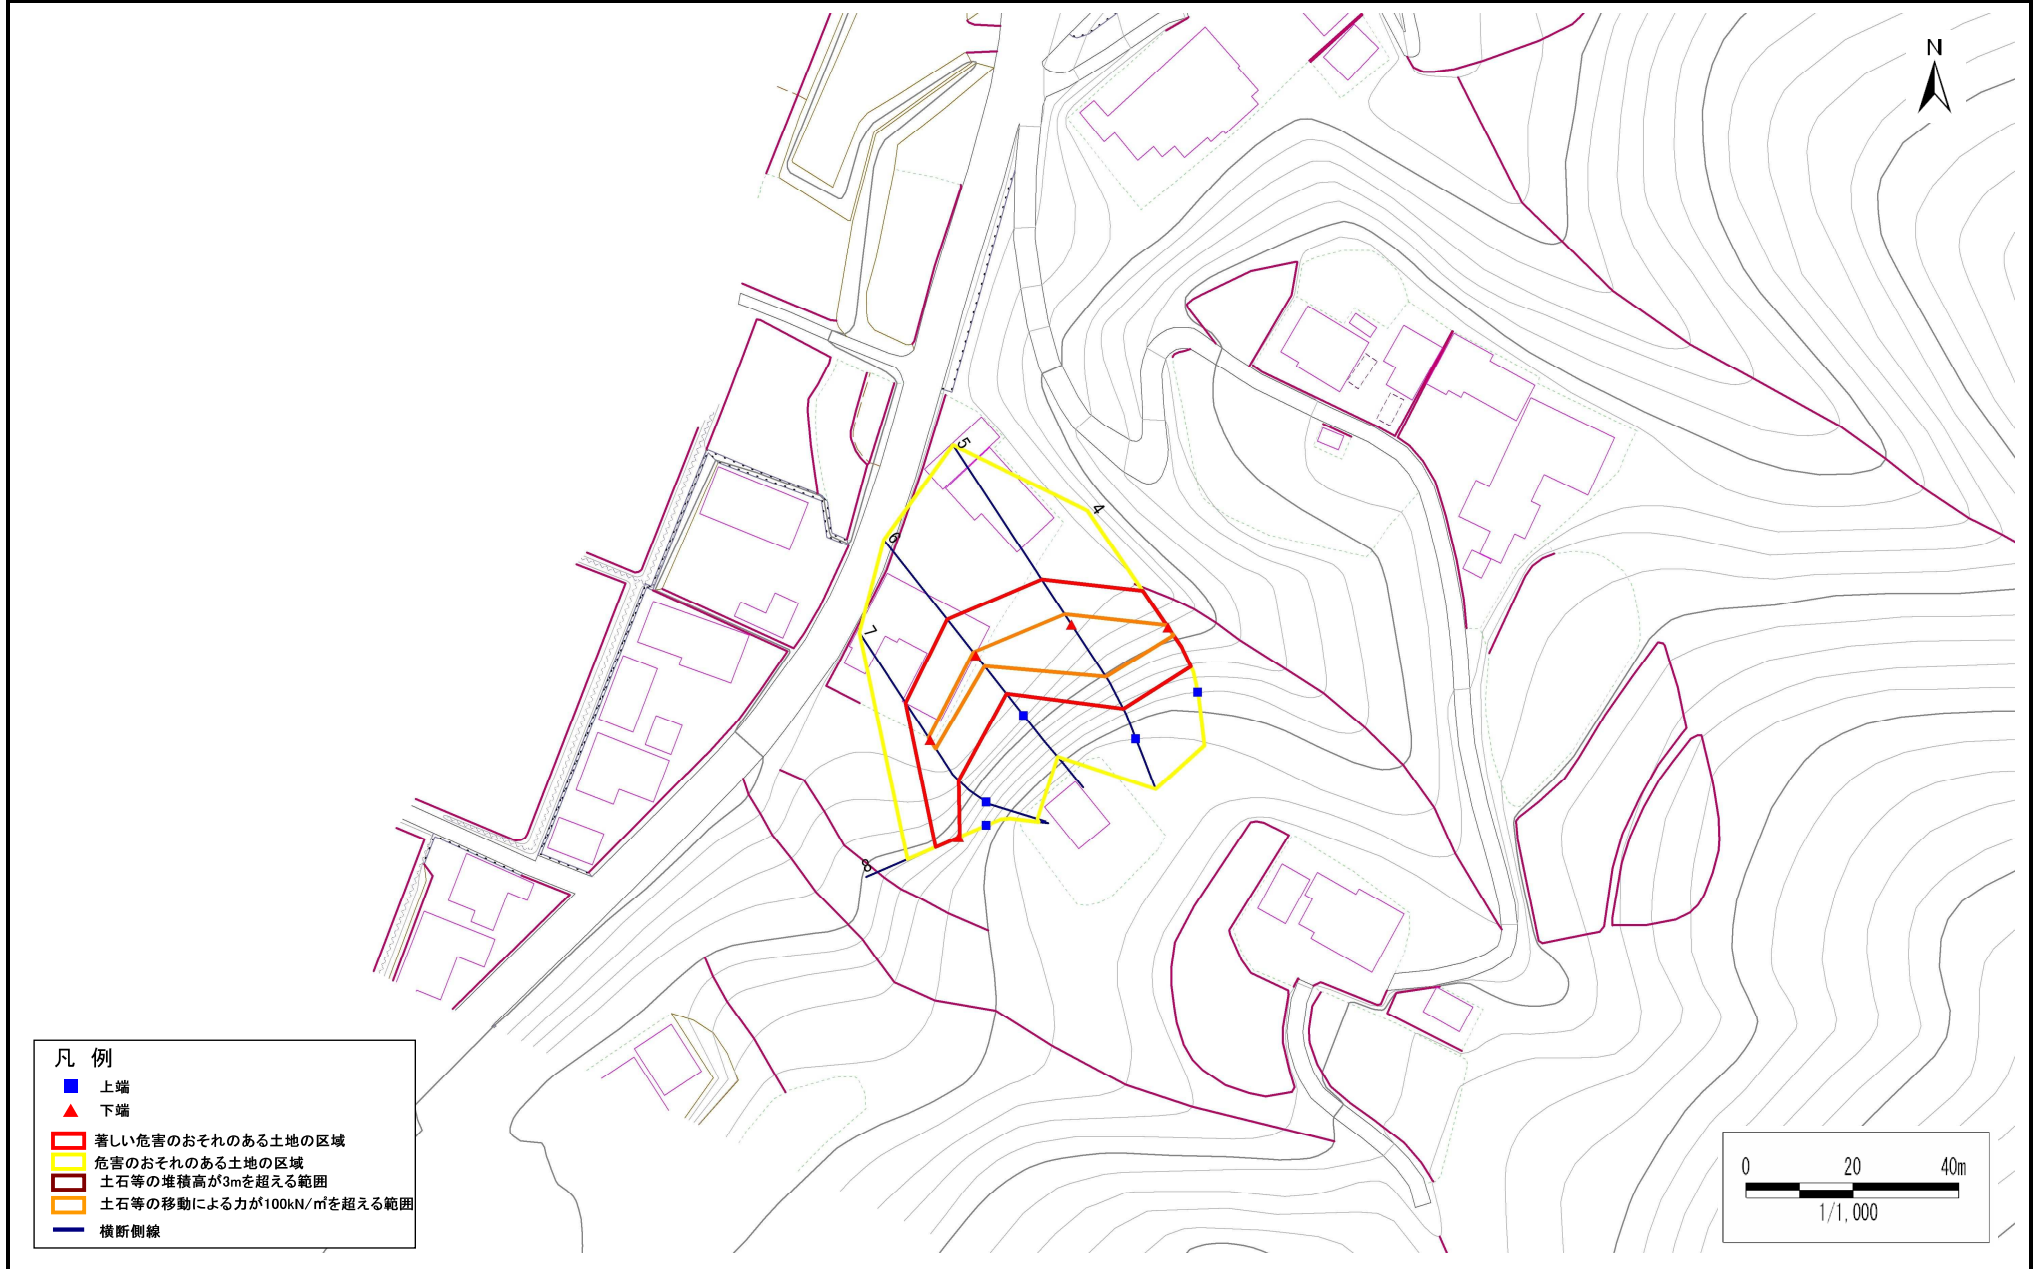 N
5
4
6
7
8
凡 例
上端
下端
著しい危害のおそれのある土地の区域
危害のおそれのある土地の区域
土石等の堆積高が3mを超える範囲
土石等の移動による力が100kN/㎡を超える範囲
横断側線
0 20 40m
1/1,000